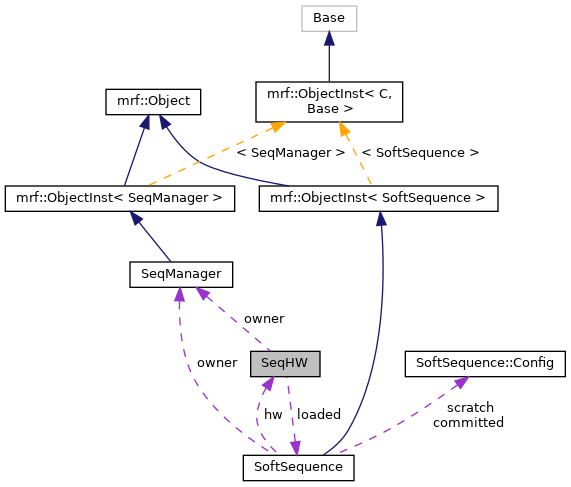 Base
mrf::ObjectInst< C,
Base >
mrf::Object
< SeqManager >
< SoftSequence >
mrf::ObjectInst< SeqManager >
mrf::ObjectInst< SoftSequence >
SeqManager
owner
owner
SeqHW
SoftSequence::Config
hw
loaded
scratch
committed
SoftSequence